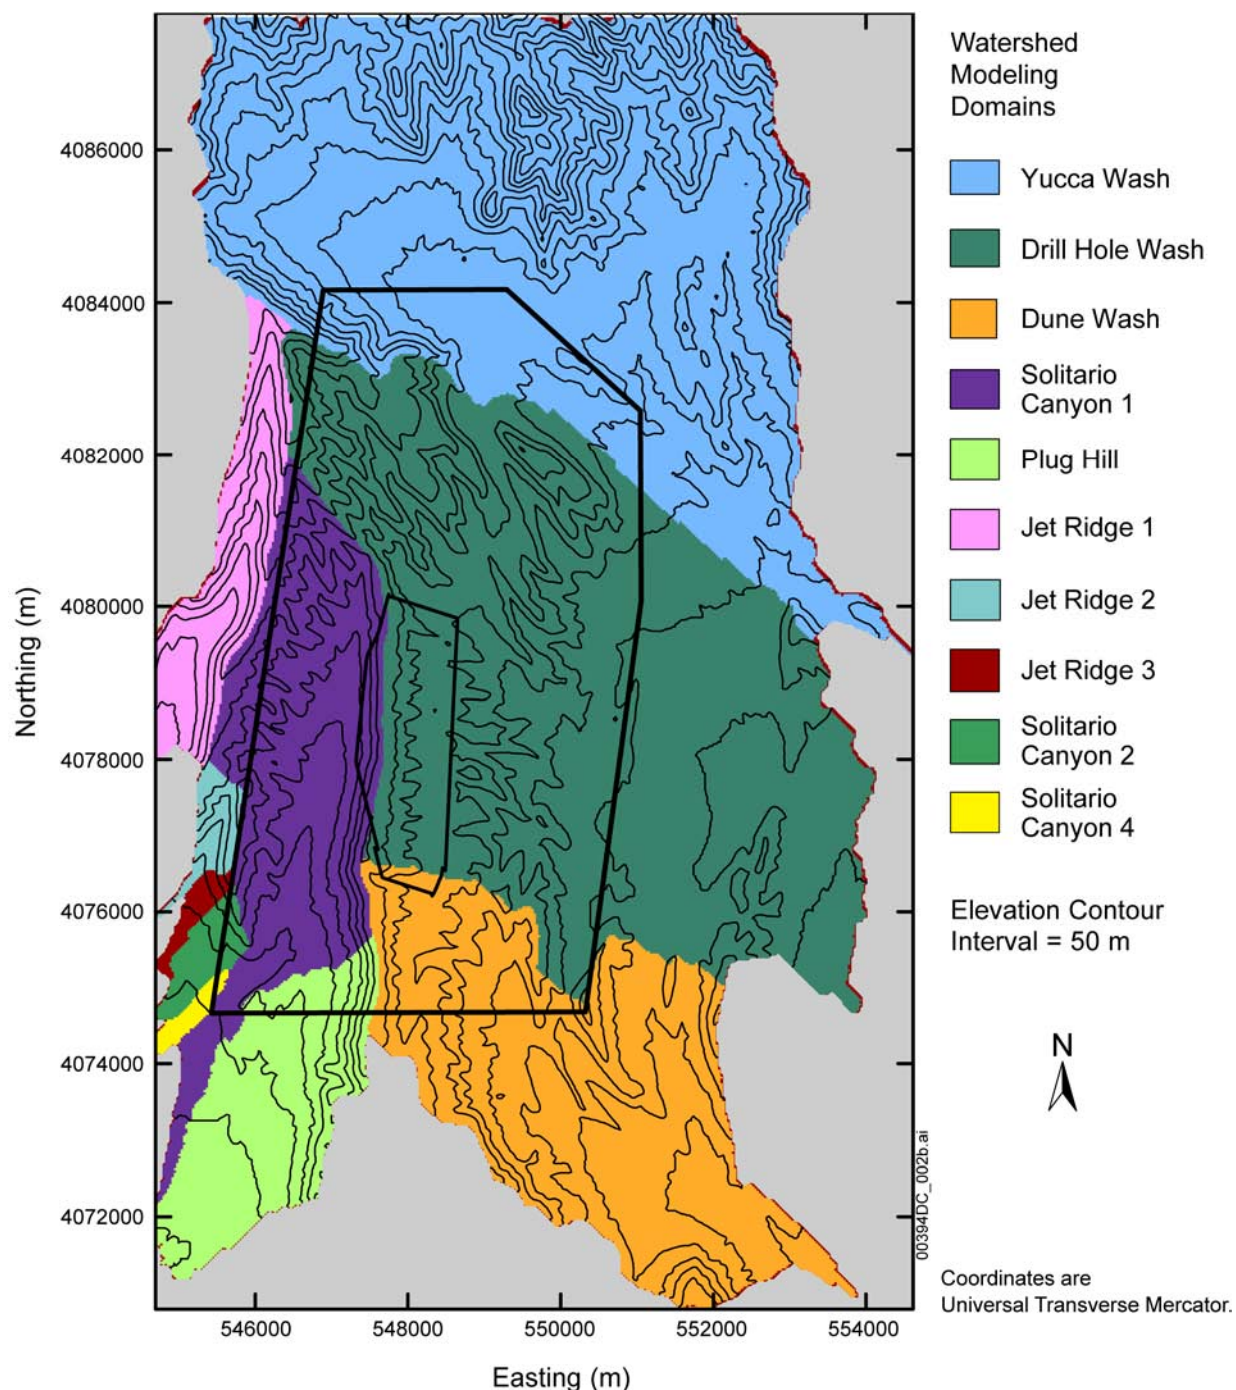 Watershed
Modeling
Domains
Yucca Wash
Drill Hole Wash
Dune Wash
Solitario
Canyon 1
Plug Hill
Jet Ridge 1
Jet Ridge 2
Jet Ridge 3
Solitario
Canyon 2
Solitario
Canyon 4
Elevation Contour
Interval = 50 m
N
00394DC_002b.ai
Coordinates are
Universal Transverse Mercator.
Northing (m)
4086000
4084000
4082000
4080000
4078000
4076000
4074000
4072000
546000 548000 550000 552000 554000
Easting (m)